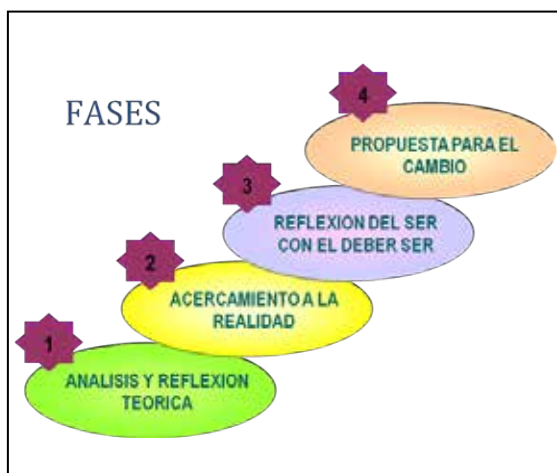 FASES
4
PROPUESTA PARA EL
CAMBIO
3
REFLEXION DEL SER
CON EL DEBER SER
2
ACERCAMIENTO A LA
REALIDAD
1
ANALISIS Y REFLEXION
TEORICA